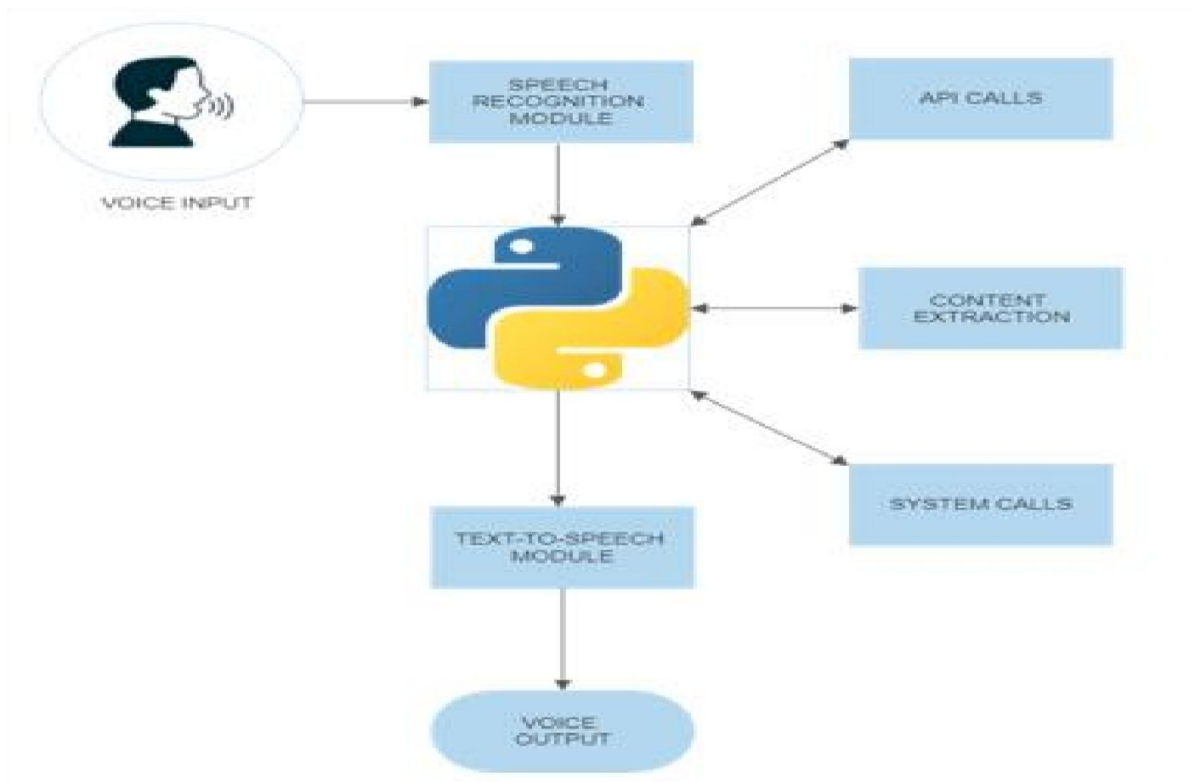 VOICE INPUT
SPEECH
RECOGNITION
MODULE
API CALLS
CONTENT
EXTRACTION
SYSTEM CALLS
TEXT-TO-SPEECH
MODULE
VOICE
OUTPUT